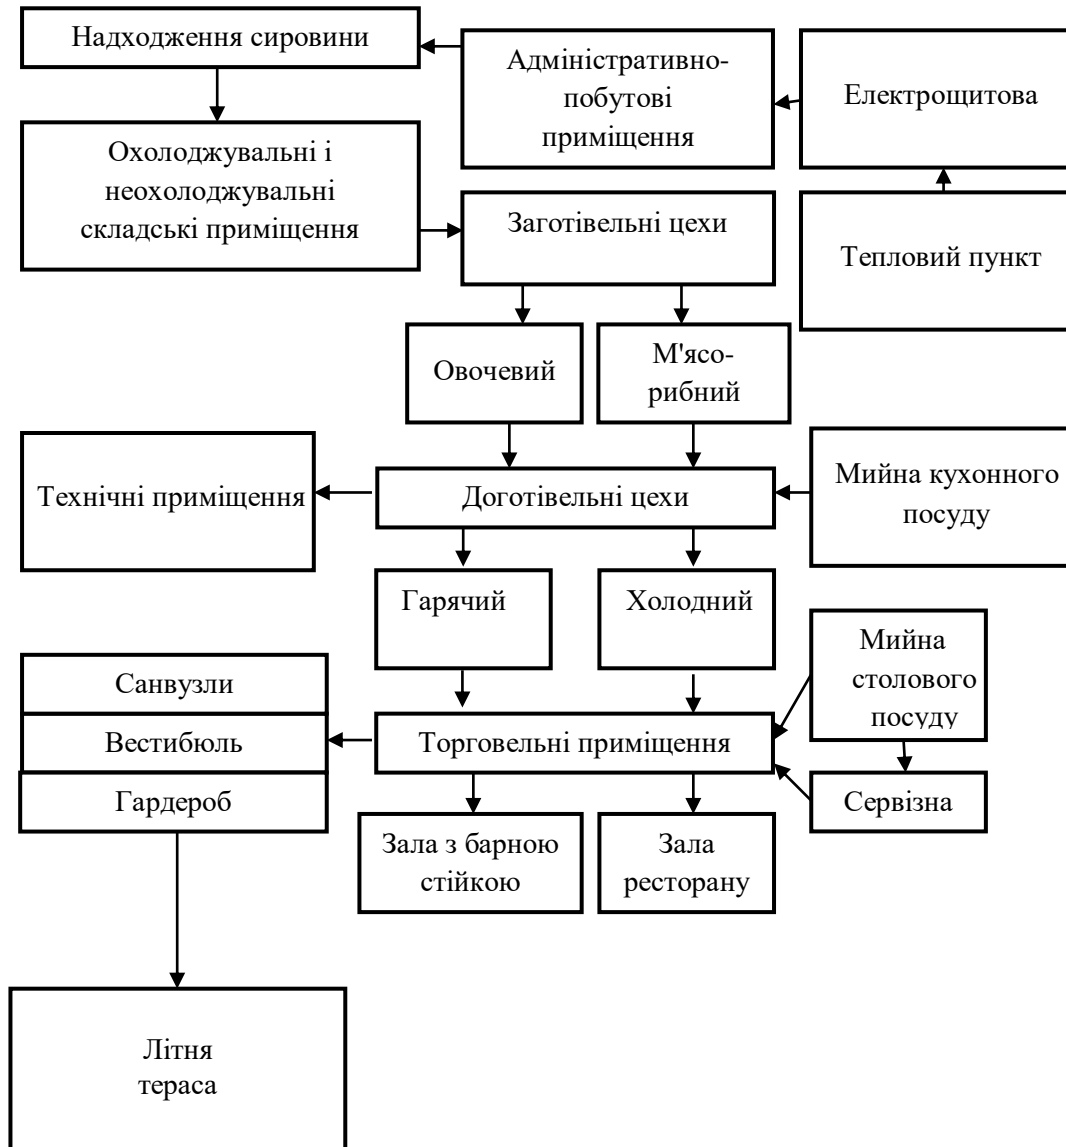 Надходження сировини
Адміністративно-
побутові
приміщення
Електрощитова
Охолоджувальні і
неохолоджувальні
складські приміщення
Заготівельні цехи
Тепловий пункт
Овочевий
М'ясо-
рибний
Технічні приміщення
Доготівельні цехи
Мийна кухонного
посуду
Гарячий
Холодний
Мийна
столового
посуду
Санвузли
Вестибюль
Гардероб
Торговельні приміщення
Сервізна
Зала з барною
стійкою
Зала
ресторану
Літня
тераса